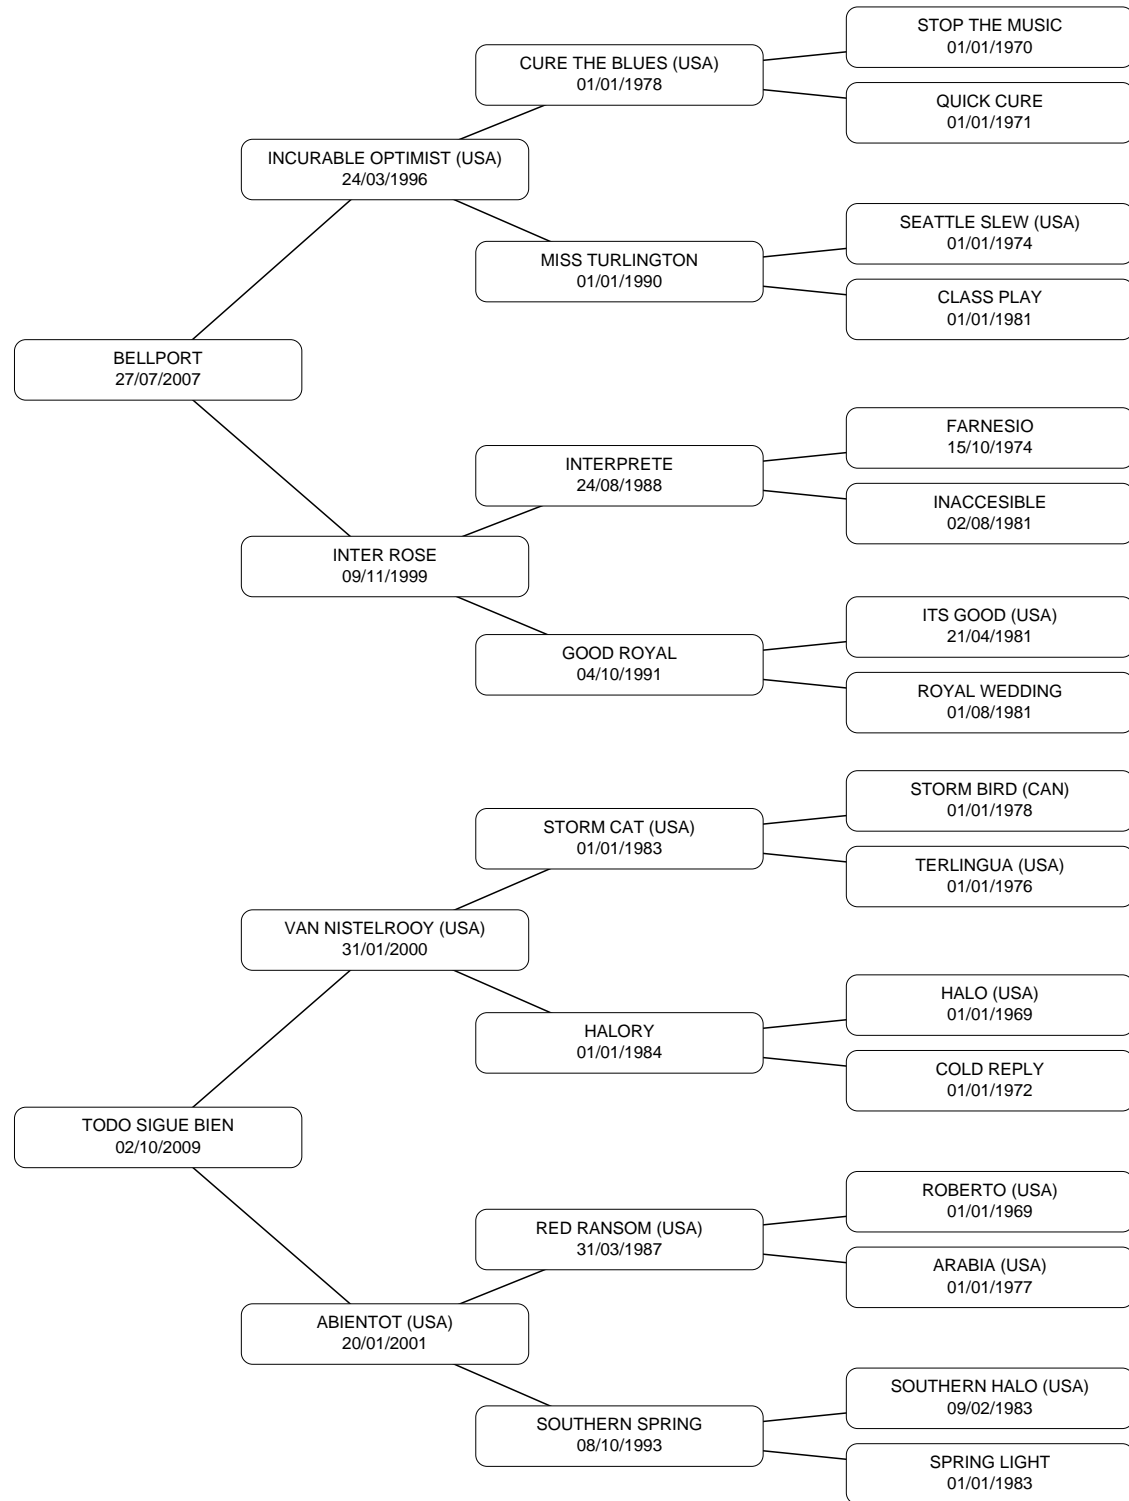 STOP THE MUSIC
01/01/1970
CURE THE BLUES (USA)
01/01/1978
QUICK CURE
01/01/1971
INCURABLE OPTIMIST (USA)
24/03/1996
SEATTLE SLEW (USA)
01/01/1974
MISS TURLINGTON
01/01/1990
CLASS PLAY
01/01/1981
BELLPORT
27/07/2007
FARNESIO
15/10/1974
INTERPRETE
24/08/1988
INACCESIBLE
02/08/1981
INTER ROSE
09/11/1999
ITS GOOD (USA)
21/04/1981
GOOD ROYAL
04/10/1991
ROYAL WEDDING
01/08/1981
STORM BIRD (CAN)
01/01/1978
STORM CAT (USA)
01/01/1983
TERLINGUA (USA)
01/01/1976
VAN NISTELROOY (USA)
31/01/2000
HALO (USA)
01/01/1969
HALORY
01/01/1984
COLD REPLY
01/01/1972
TODO SIGUE BIEN
02/10/2009
ROBERTO (USA)
01/01/1969
RED RANSOM (USA)
31/03/1987
ARABIA (USA)
01/01/1977
ABIENTOT (USA)
20/01/2001
SOUTHERN HALO (USA)
09/02/1983
SOUTHERN SPRING
08/10/1993
SPRING LIGHT
01/01/1983